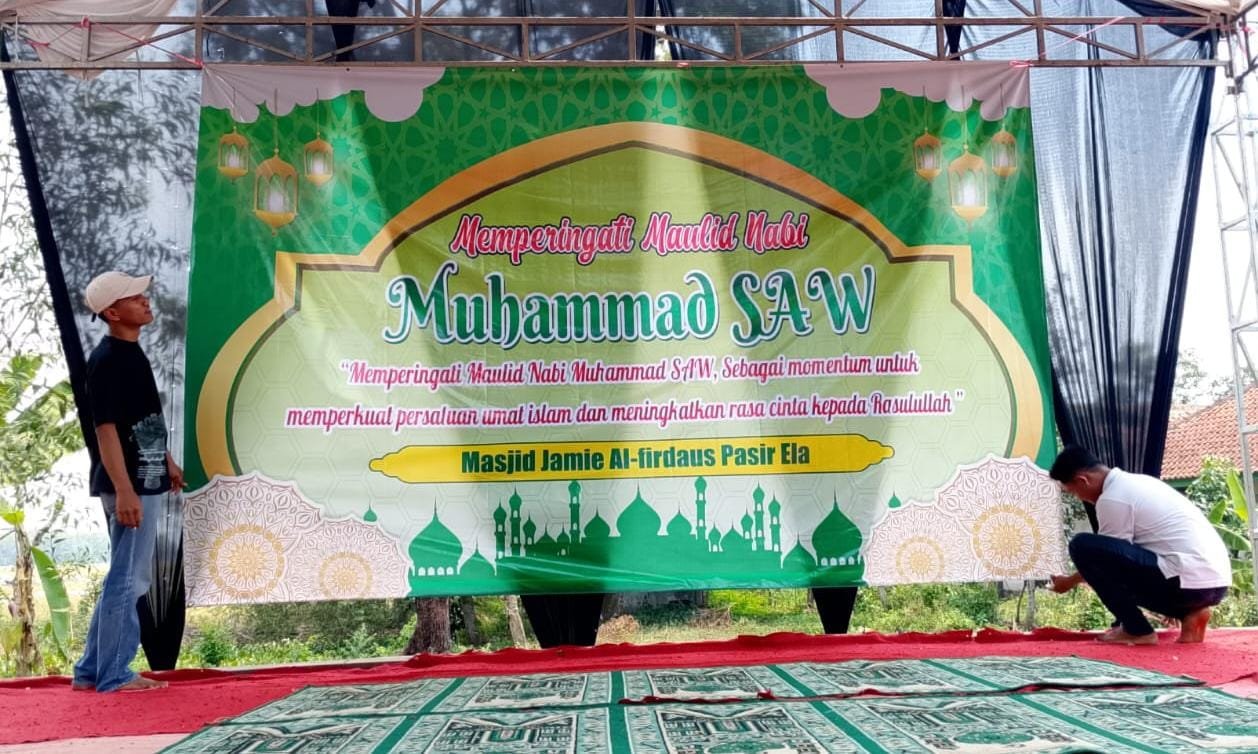 Memperingati Maulid Nabi
Muhammad SAW
"Memperingati Maulid Nabi Muhammad SAW, Sebagai momentum untuk
memperkuat persatuan umat islam dan meningkatkan rasa cinta kepada Rasulullah"
Masjid Jamie Al-firdaus Pasir Ela